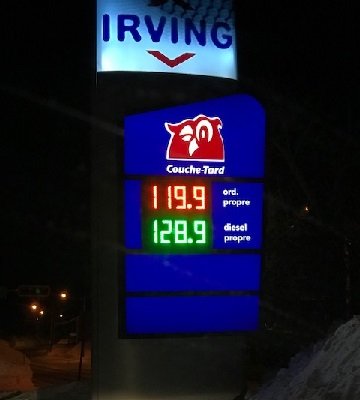 IRVING
Couche-Tard
119.9 ord. propre
128.9 diesel propre